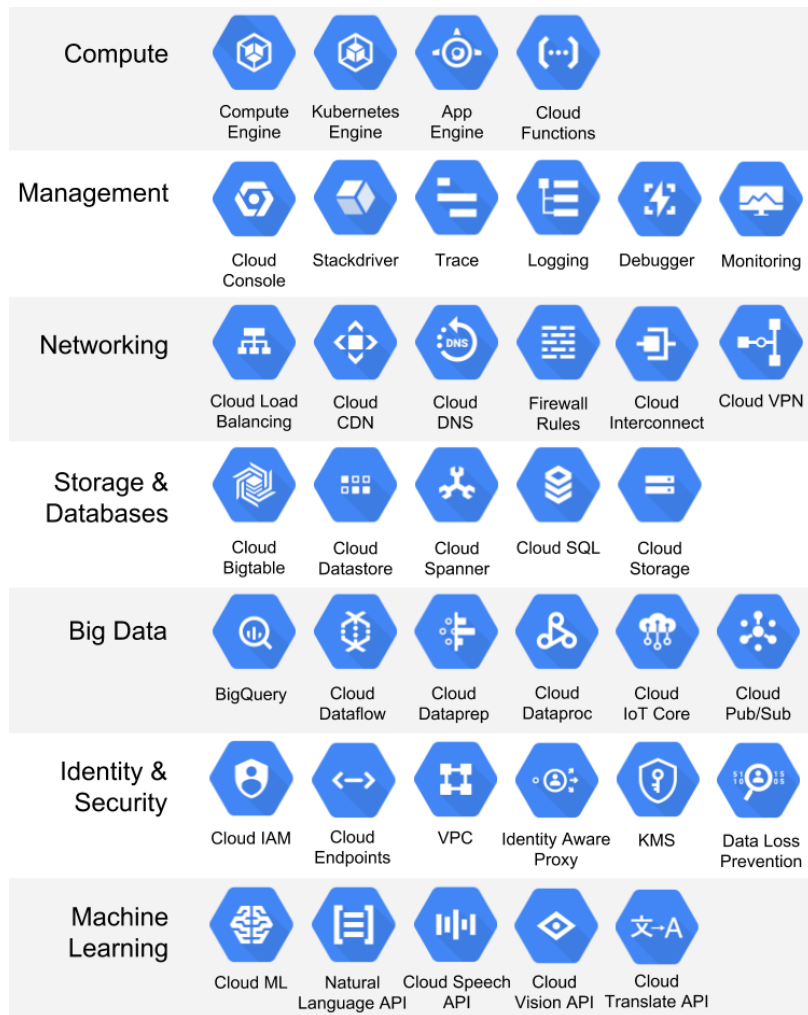 Compute
Compute
Engine
Kubernetes
Engine
App
Engine
Cloud
Functions
Management
Cloud
Console
Stackdriver
Trace
Logging
Debugger
Monitoring
Networking
Cloud Load
Balancing
Cloud
CDN
DNS
Cloud
DNS
Firewall
Rules
Cloud
Interconnect
Cloud VPN
Storage &
Databases
Cloud
Bigtable
Cloud
Datastore
Cloud
Spanner
Cloud SQL
Cloud
Storage
Big Data
BigQuery
Cloud
Dataflow
Cloud
Dataprep
Cloud
Dataproc
Cloud
IoT Core
Cloud
Pub/Sub
Identity &
Security
Cloud IAM
Cloud
Endpoints
VPC
Identity Aware
Proxy
KMS
51 15
10 05
Data Loss
Prevention
Machine
Learning
Cloud ML
Natural
Language API
Cloud Speech
API
Cloud
Vision API
文→A
Cloud
Translate API